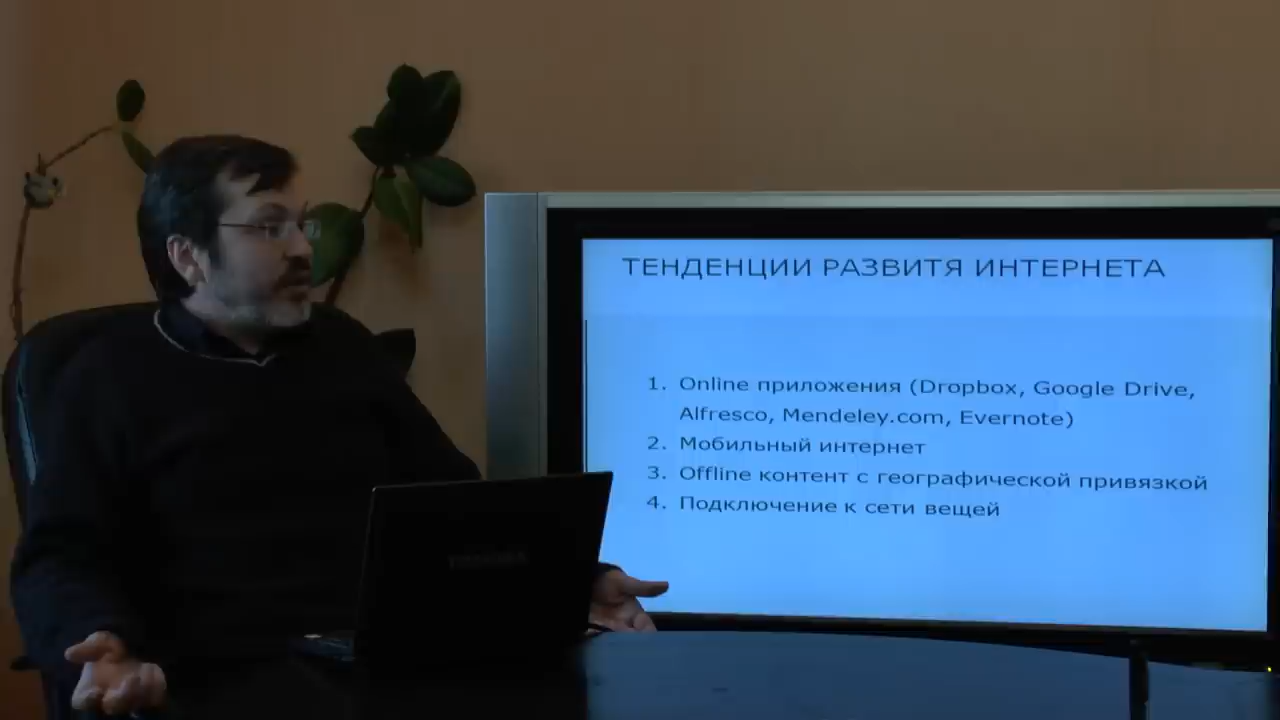 ТЕНДЕНЦИИ РАЗВИТЯ ИНТЕРНЕТА
1. Online приложения (Dropbox, Google Drive,
Alfresco, Mendeley.com, Evernote)
2. Мобильный интернет
3. Offline контент с географической привязкой
4. Подключение к сети вещей